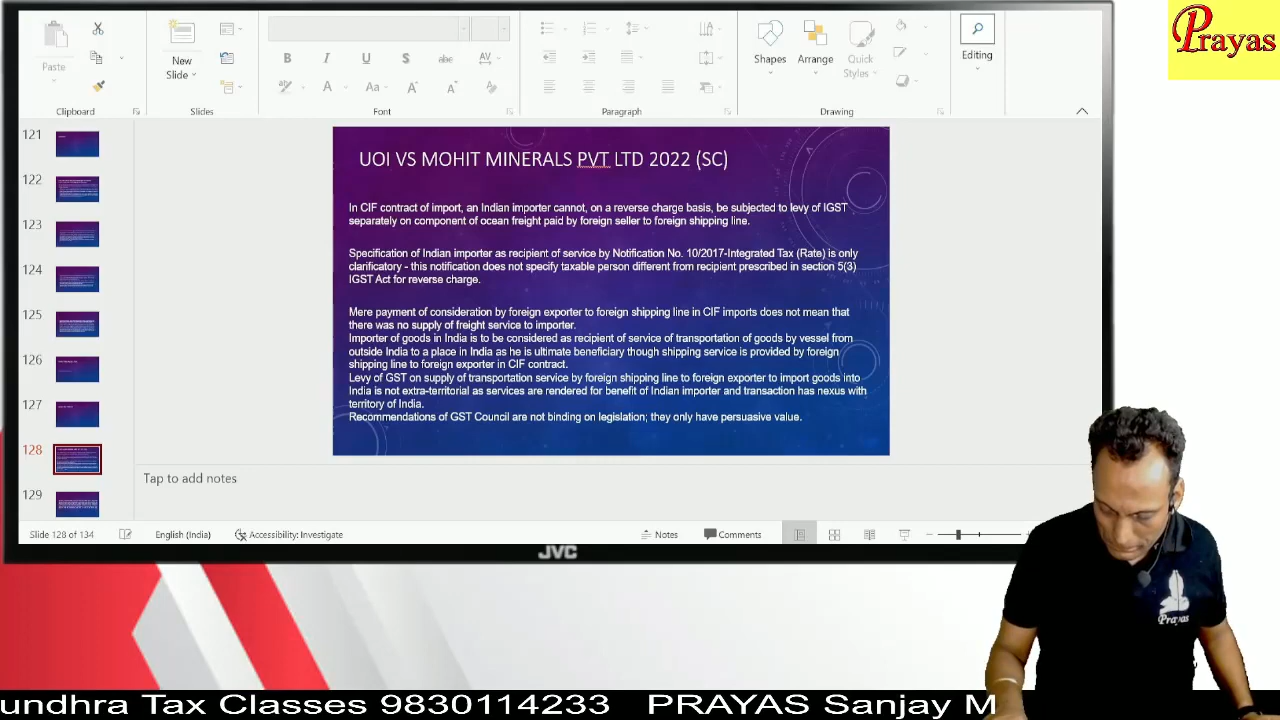 Prayas
Paste
Clipboard
New
Slide
Slides
B I U S abc AV
A Aa A A
Font
Paragraph
Shapes
Arrange
Quick
Styles
Drawing
Editing
121
122
123
124
125
126
127
128
129
UOI VS MOHIT MINERALS PVT LTD 2022 (SC)
In CIF contract of import, an Indian importer cannot, on a reverse charge basis, be subjected to levy of IGST
separately on component of ocean freight paid by foreign seller to foreign shipping line.
Specification of Indian importer as recipient of service by Notification No. 10/2017-Integrated Tax (Rate) is only
clarificatory - this notification does not specify taxable person different from recipient prescribed in section 5(3)
IGST Act for reverse charge.
Mere payment of consideration by foreign exporter to foreign shipping line in CIF imports does not mean that
there was no supply of freight service to importer.
Importer of goods in India is to be considered as recipient of service of transportation of goods by vessel from
outside India to a place in India as he is ultimate beneficiary though shipping service is provided by foreign
shipping line to foreign exporter in CIF contract.
Levy of GST on supply of transportation service by foreign shipping line to foreign exporter to import goods into
India is not extra-territorial as services are rendered for benefit of Indian importer and transaction has nexus with
territory of India.
Recommendations of GST Council are not binding on legislation; they only have persuasive value.
Tap to add notes
Slide 128 of 134
English (India)
Accessibility: Investigate
Notes
Comments
JVC
Prayas
undhra Tax Classes 9830114233 PRAYAS Sanjay M